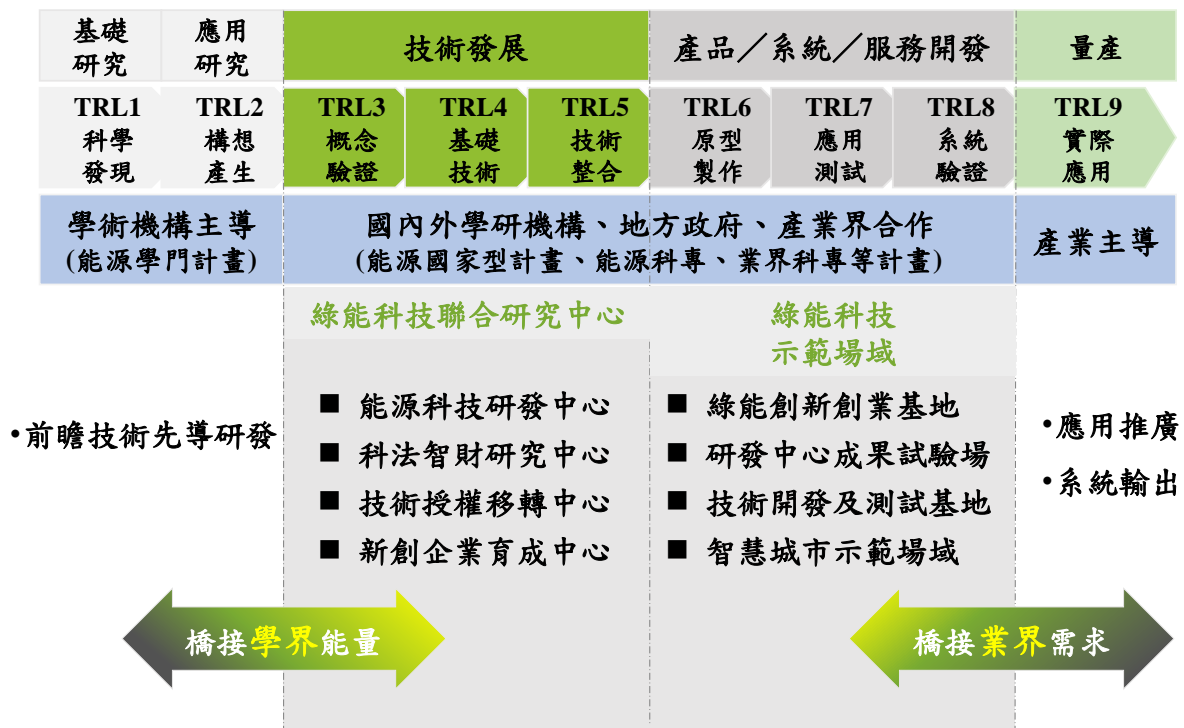 基礎
研究
應用
研究
技術發展
產品／系統／服務開發
量產
TRL1
科學
發現
TRL2
構想
產生
TRL3
概念
驗證
TRL4
基礎
技術
TRL5
技術
整合
TRL6
原型
製作
TRL7
應用
測試
TRL8
系統
驗證
TRL9
實際
應用
學術機構主導
(能源學門計畫)
國內外學研機構、地方政府、產業界合作
(能源國家型計畫、能源科專、業界科專等計畫)
產業主導
綠能科技聯合研究中心
綠能科技
示範場域
•前瞻技術先導研發
■ 能源科技研發中心
■ 科法智財研究中心
■ 技術授權移轉中心
■ 新創企業育成中心
■ 綠能創新創業基地
■ 研發中心成果試驗場
■ 技術開發及測試基地
■ 智慧城市示範場域
•應用推廣
•系統輸出
橋接學界能量
橋接業界需求